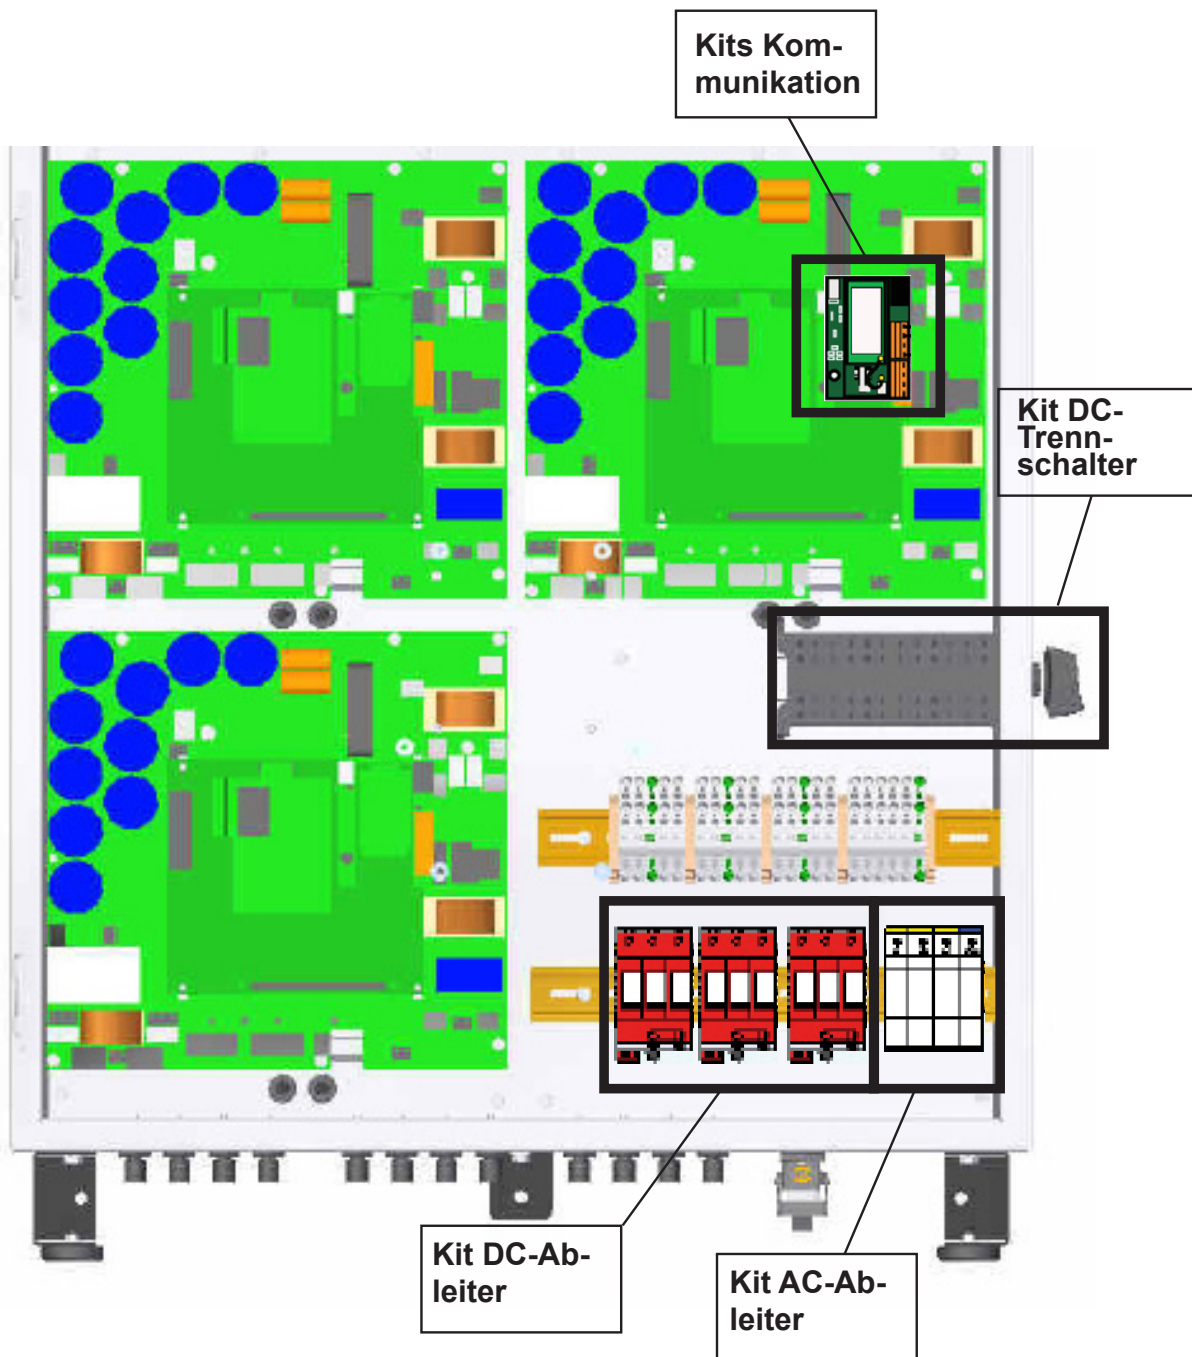 Kits Kom-
munikation
Kit DC-
Trenn-
schalter
Kit DC-Ab-
leiter
Kit AC-Ab-
leiter